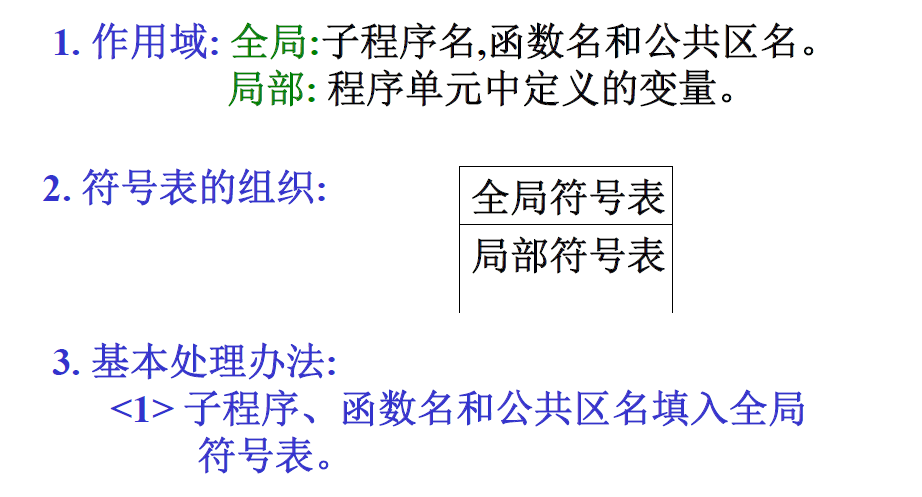 1. 作用域: 全局:子程序名,函数名和公共区名。
局部: 程序单元中定义的变量。
2. 符号表的组织:
全局符号表
局部符号表
3. 基本处理办法:
<1> 子程序、函数名和公共区名填入全局
符号表。